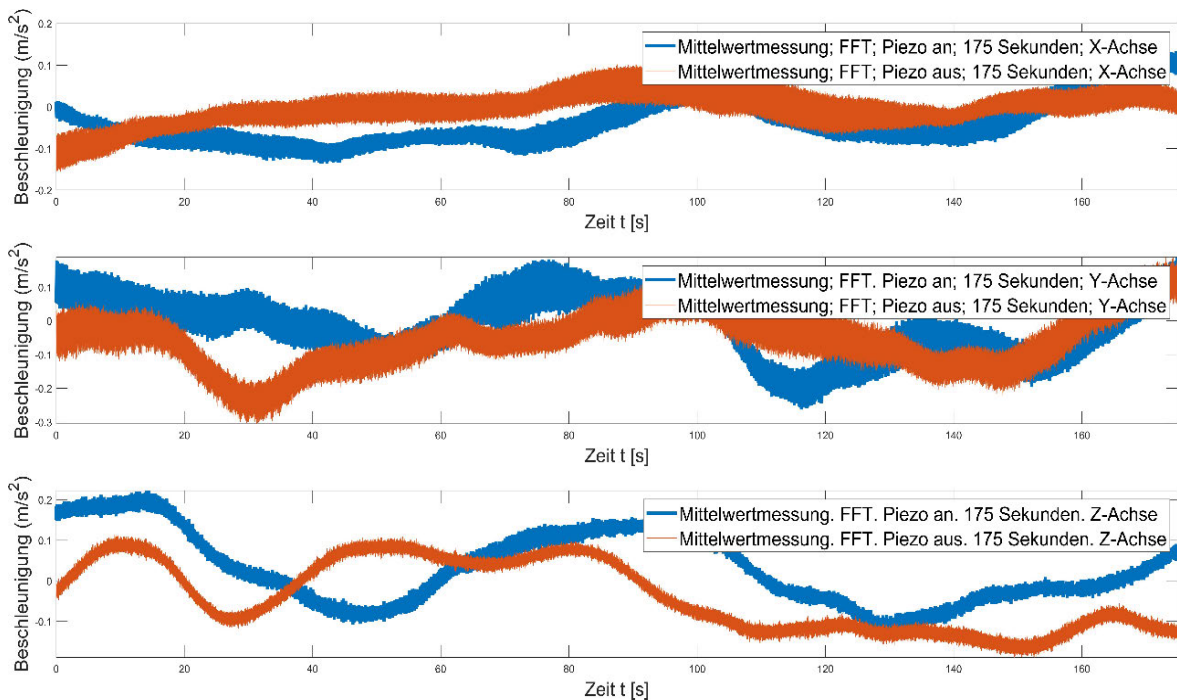 0.2
0.1
0
-0.1
-0.2
Beschleunigung (m/s²)
Mittelwertmessung; FFT; Piezo an; 175 Sekunden; X-Achse
Mittelwertmessung; FFT; Piezo aus; 175 Sekunden; X-Achse
0 20 40 60 80 100 120 140 160
Zeit t [s]
0.1
0
-0.1
-0.2
-0.3
Beschleunigung (m/s²)
Mittelwertmessung; FFT. Piezo an; 175 Sekunden; Y-Achse
Mittelwertmessung; FFT; Piezo aus; 175 Sekunden; Y-Achse
0 20 40 60 80 100 120 140 160
Zeit t [s]
0.2
0.1
0
-0.1
Beschleunigung (m/s²)
Mittelwertmessung. FFT. Piezo an. 175 Sekunden. Z-Achse
Mittelwertmessung. FFT. Piezo aus. 175 Sekunden. Z-Achse
0 20 40 60 80 100 120 140 160
Zeit t [s]